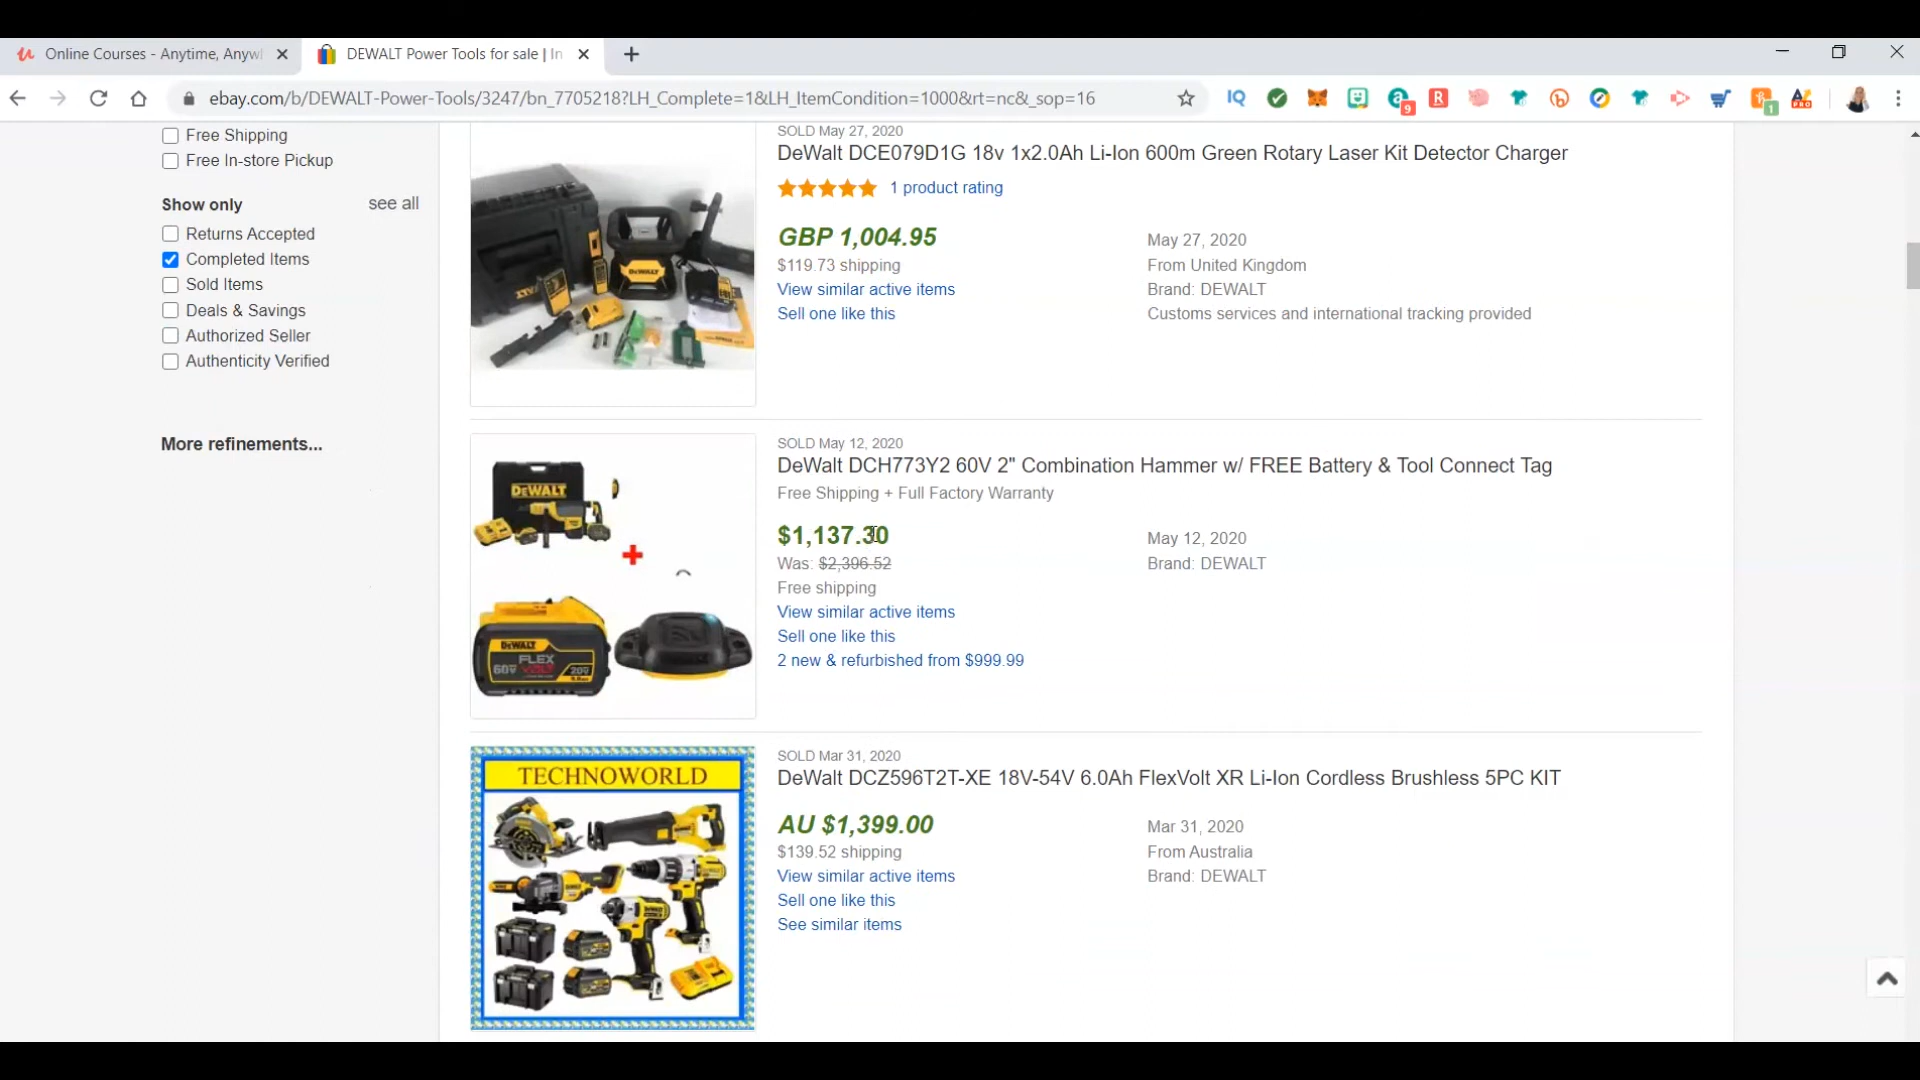 Online Courses - Anytime, Anywh
DEWALT Power Tools for sale | In
ebay.com/b/DEWALT-Power-Tools/3247/bn_7705218?LH_Complete=1&LH_ItemCondition=1000&rt=nc&_sop=16
Free Shipping
Free In-store Pickup
Show only
see all
Returns Accepted
Completed Items
Sold Items
Deals & Savings
Authorized Seller
Authenticity Verified
More refinements...
SOLD May 27, 2020
DeWalt DCE079D1G 18v 1x2.0Ah Li-Ion 600m Green Rotary Laser Kit Detector Charger
1 product rating
GBP 1,004.95
$119.73 shipping
View similar active items
Sell one like this
May 27, 2020
From United Kingdom
Brand: DEWALT
Customs services and international tracking provided
DEWALT
SOLD May 12, 2020
DeWalt DCH773Y2 60V 2" Combination Hammer w/ FREE Battery & Tool Connect Tag
Free Shipping + Full Factory Warranty
$1,137.30
Was: $2,396.52
Free shipping
View similar active items
Sell one like this
2 new & refurbished from $999.99
May 12, 2020
Brand: DEWALT
DEWALT
DEWALT
FLEX
VOLT
60V
20V
SOLD Mar 31, 2020
DeWalt DCZ596T2T-XE 18V-54V 6.0Ah FlexVolt XR Li-Ion Cordless Brushless 5PC KIT
AU $1,399.00
$139.52 shipping
View similar active items
Sell one like this
See similar items
Mar 31, 2020
From Australia
Brand: DEWALT
TECHNOWORLD